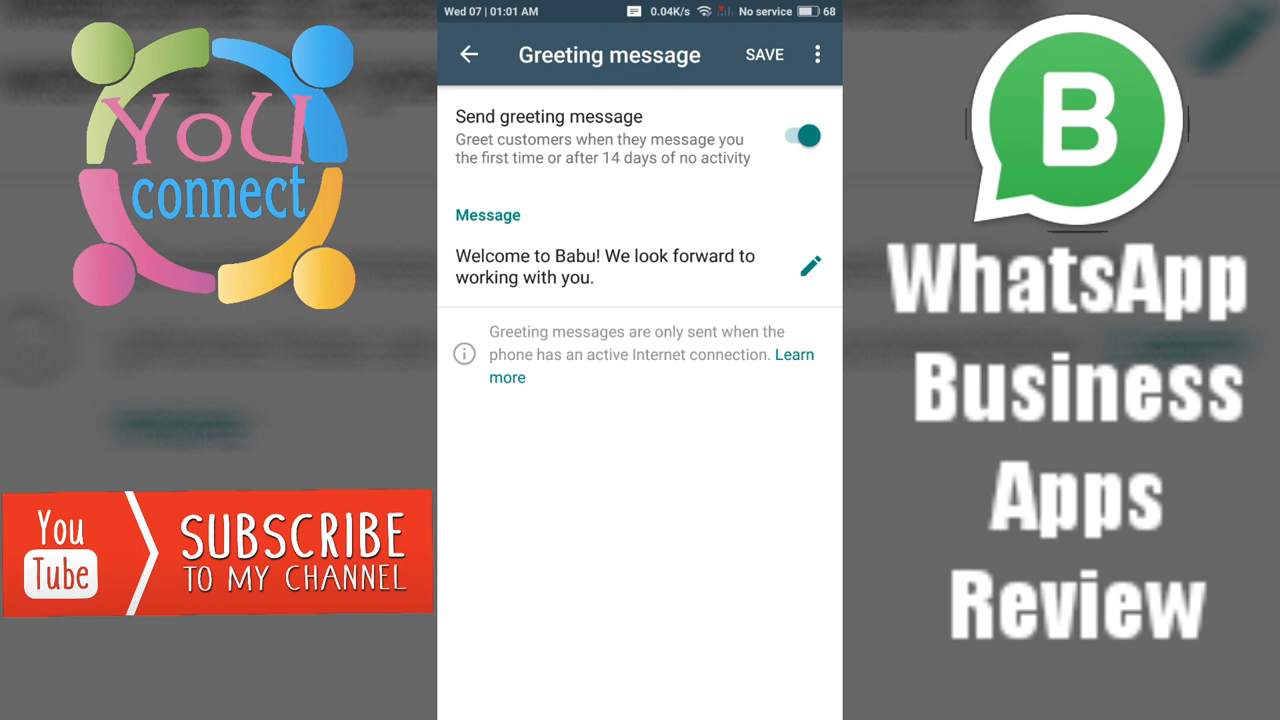 YoU
connect
You
Tube
SUBSCRIBE
TO MY CHANNEL
Wed 07 | 01:01 AM 0.04K/s No service 68
Greeting message SAVE
Send greeting message
Greet customers when they message you
the first time or after 14 days of no activity
Message
Welcome to Babu! We look forward to
working with you.
Greeting messages are only sent when the
phone has an active Internet connection. Learn
more
B
WhatsApp
Business
Apps
Review